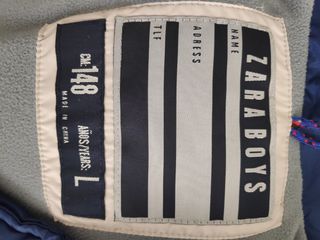 ZARA BOYS
NAME
ADRESS
TLF
CM: 148
AÑOS/YEARS: L
MADE IN CHINA